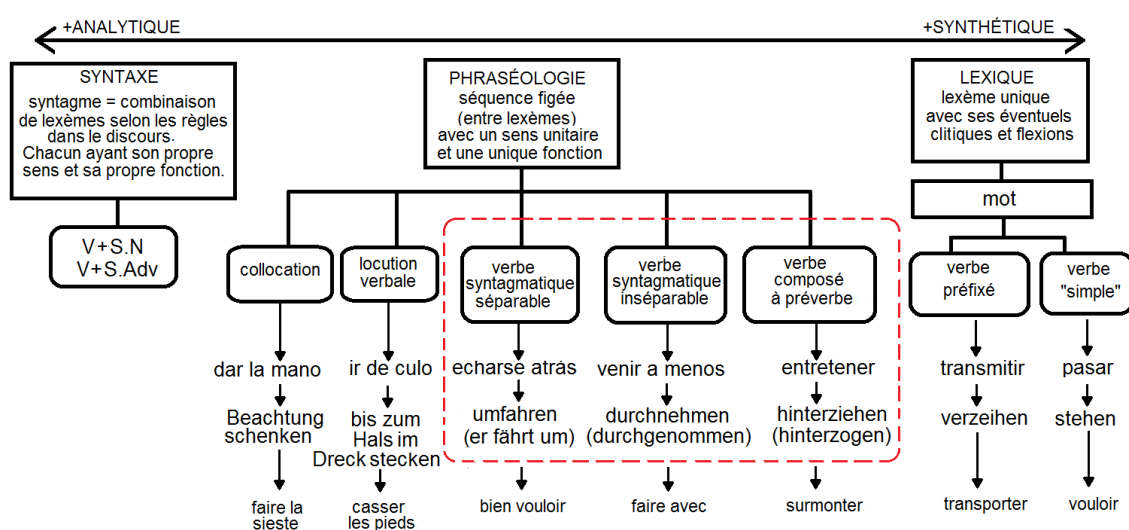 +ANALYTIQUE
+SYNTHÉTIQUE
SYNTAXE
syntagme = combinaison
de lexèmes selon les règles
dans le discours.
Chacun ayant son propre
sens et sa propre fonction.
V+S.N
V+S.Adv
PHRASÉOLOGIE
séquence figée
(entre lexèmes)
avec un sens unitaire
et une unique fonction
LEXIQUE
lexème unique
avec ses éventuels
clitiques et flexions
mot
collocation
locution
verbale
verbe
syntagmatique
séparable
verbe
syntagmatique
inséparable
verbe
composé
à préverbe
verbe
préfixé
verbe
"simple"
dar la mano
ir de culo
echarse atrás
venir a menos
entretener
transmitir
pasar
Beachtung
schenken
bis zum
Hals im
Dreck stecken
umfahren
(er fährt um)
durchnehmen
(durchgenommen)
hinterziehen
(hinterzogen)
verzeihen
stehen
faire la
sieste
casser
les pieds
bien vouloir
faire avec
surmonter
transporter
vouloir